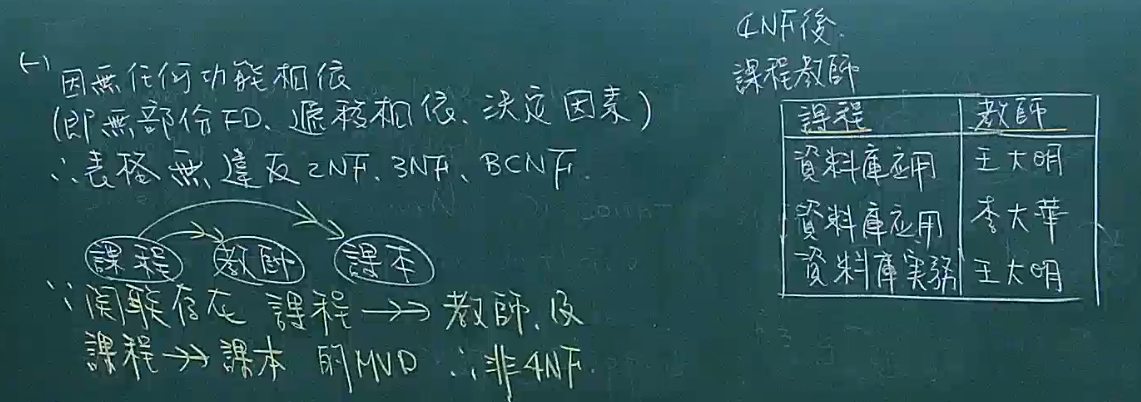 (一) 因無任何功能相依
(即無部份FD、遞移相依、決定因素)
∴表格無違反2NF、3NF、BCNF.
課程 教師 課本
∵関聯存在 課程→→教師、及
課程→→課本 的MVD ∴非4NF.
4NF後.
課程教師
課程 教師
資料庫应用 王大明
資料庫应用 李大華
資料庫实務 王大明